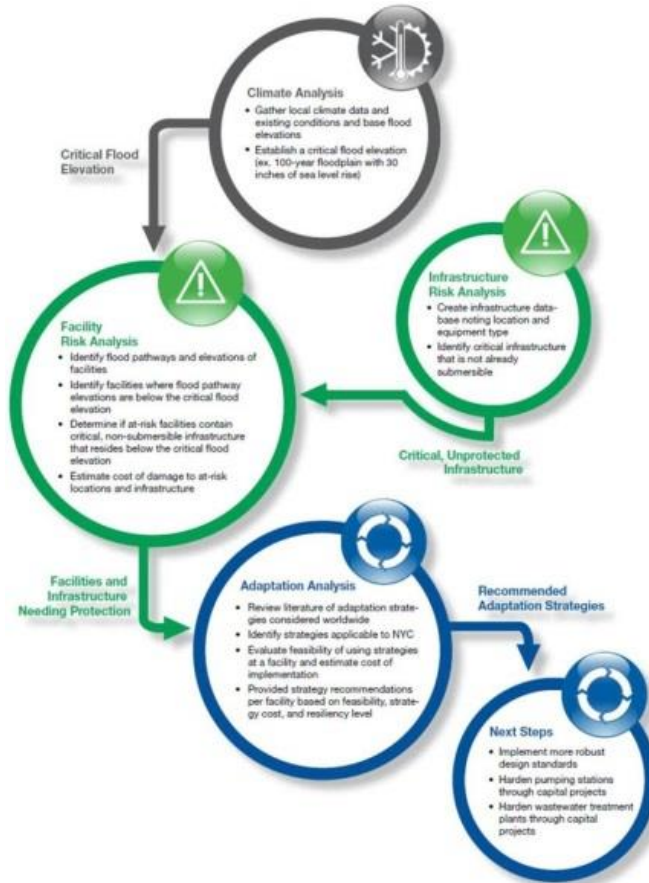 Climate Analysis
• Gather local climate data and
existing conditions and base flood
elevations
• Establish a critical flood elevation
(ex. 100-year floodplain with 30
inches of sea level rise)
Critical Flood
Elevation
Infrastructure
Risk Analysis
• Create infrastructure data-
base noting location and
equipment type
• Identify critical infrastructure
that is not already
submersible
Facility
Risk Analysis
• Identify flood pathways and elevations of
facilities
• Identify facilities where flood pathway
elevations are below the critical flood
elevation
• Determine if at-risk facilities contain
critical, non-submersible infrastructure
that resides below the critical flood
elevation
• Estimate cost of damage to at-risk
locations and infrastructure
Critical, Unprotected
Infrastructure
Facilities and
Infrastructure
Needing Protection
Adaptation Analysis
• Review literature of adaptation strate-
gies considered worldwide
• Identify strategies applicable to NYC
• Evaluate feasibility of using strategies
at a facility and estimate cost of
implementation
• Provided strategy recommendations
per facility based on feasibility, strate-
gy cost, and resiliency level
Recommended
Adaptation Strategies
Next Steps
• Implement more robust
design standards
• Harden pumping stations
through capital projects
• Harden wastewater treatment
plants through capital
projects